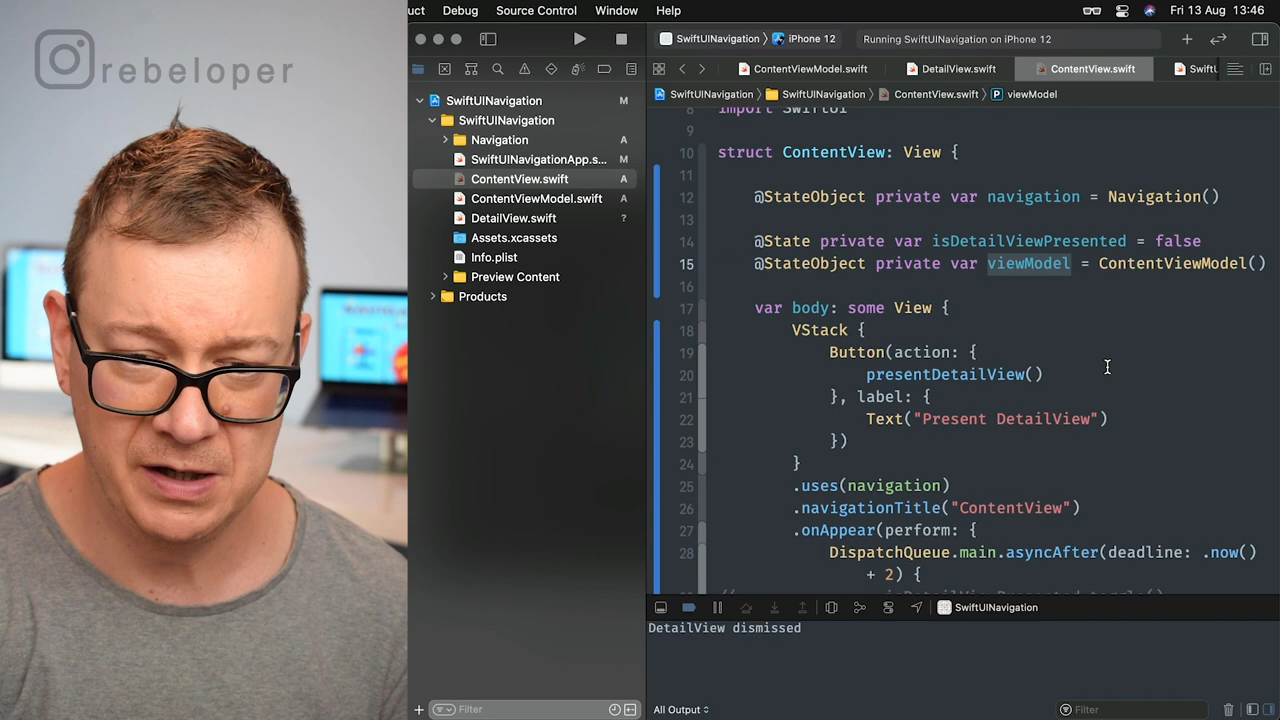 rebeloper
uct Debug Source Control Window Help Fri 13 Aug 13:46
SwiftUINavigation iPhone 12 Running SwiftUINavigation on iPhone 12
ContentViewModel.swift DetailView.swift ContentView.swift SwiftU
SwiftUINavigation SwiftUINavigation ContentView.swift P viewModel
SwiftUINavigation M
SwiftUINavigation
Navigation A
SwiftUINavigationApp.s... M
ContentView.swift A
ContentViewModel.swift A
DetailView.swift ?
Assets.xcassets
Info.plist
Preview Content
Products
8 import SwiftUI
9
10 struct ContentView: View {
11
12 @StateObject private var navigation = Navigation()
13
14 @State private var isDetailViewPresented = false
15 @StateObject private var viewModel = ContentViewModel()
16
17 var body: some View {
18 VStack {
19 Button(action: {
20 presentDetailView()
21 }, label: {
22 Text("Present DetailView")
23 })
24 }
25 .uses(navigation)
26 .navigationTitle("ContentView")
27 .onAppear(perform: {
28 DispatchQueue.main.asyncAfter(deadline: .now()
+ 2) {
// isDetailViewPresented.toggle()
SwiftUINavigation
DetailView dismissed
Filter
All Output
Filter